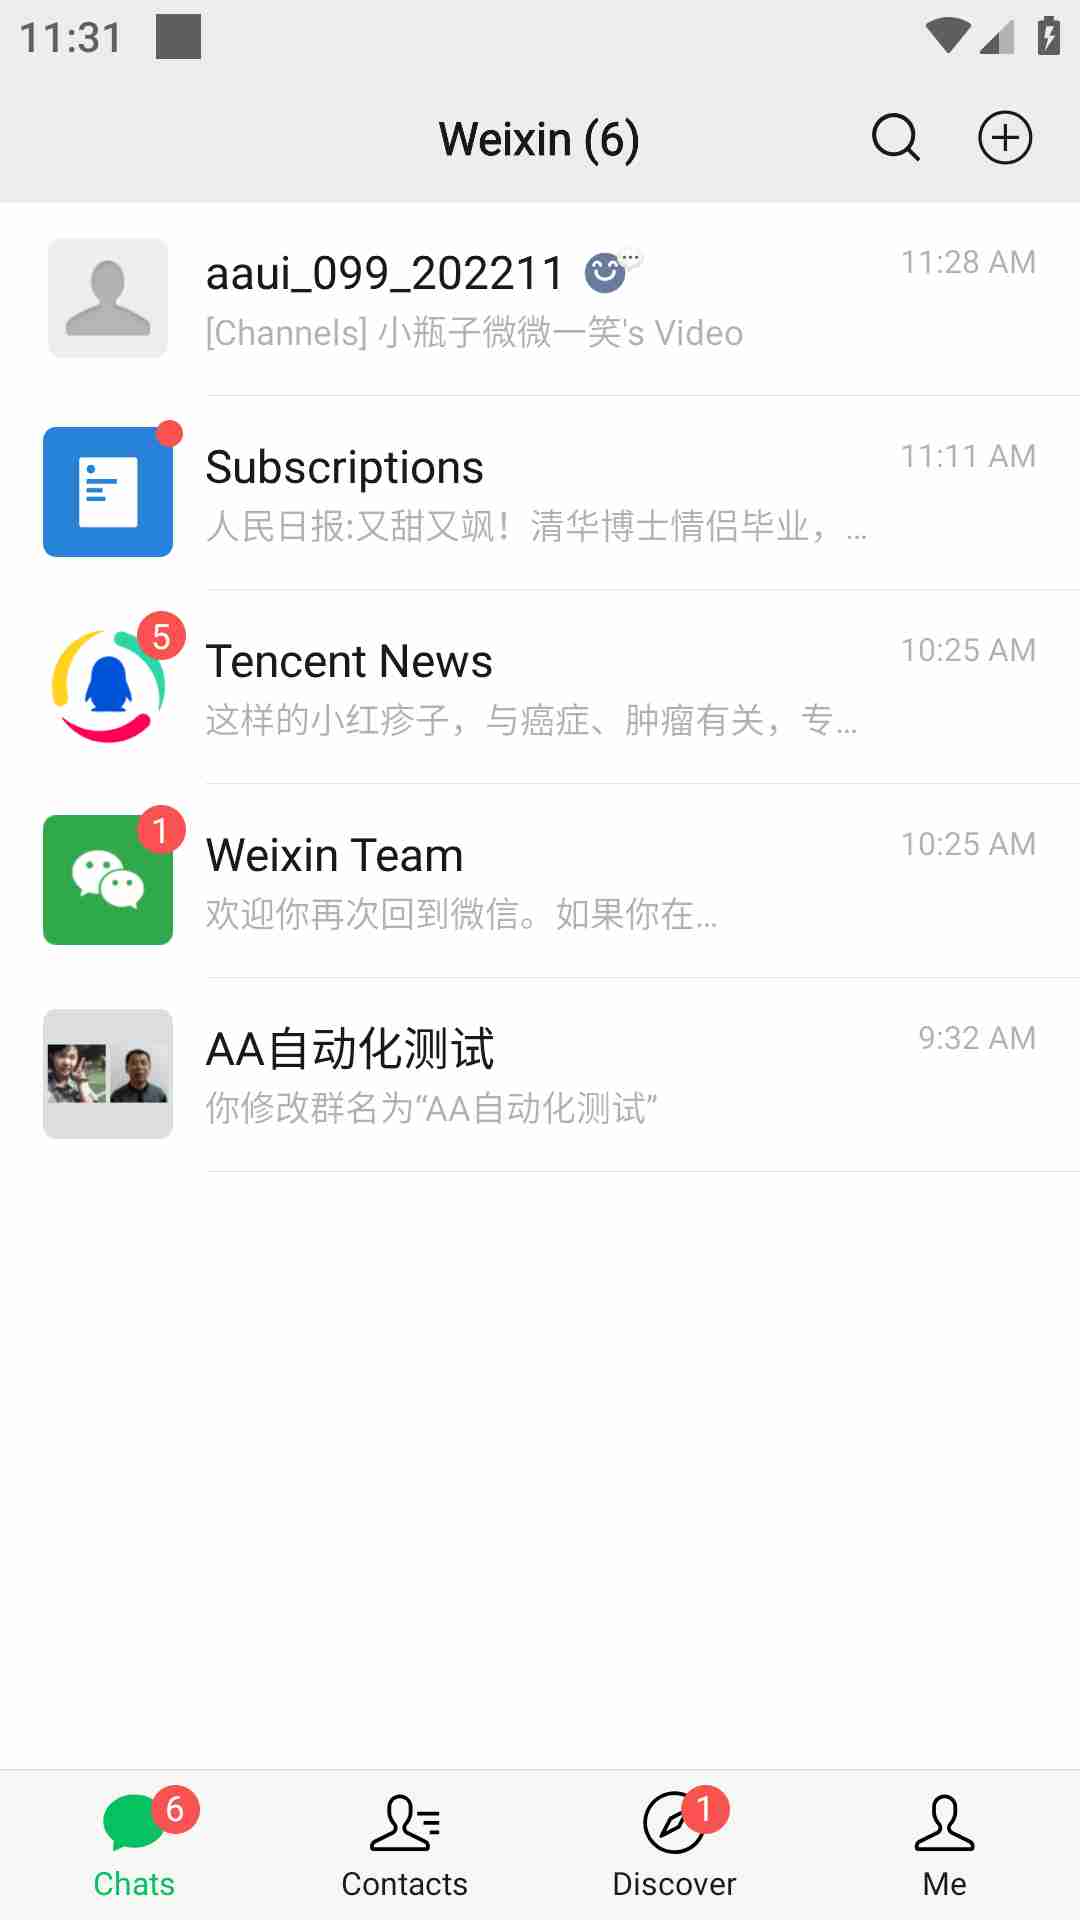 11:31
Weixin (6)
aaui_099_202211
11:28 AM
[Channels] 小瓶子微微一笑's Video
Subscriptions
11:11 AM
人民日报:又甜又飒！清华博士情侣毕业，...
5
Tencent News
10:25 AM
这样的小红疹子，与癌症、肿瘤有关，专...
1
Weixin Team
10:25 AM
欢迎你再次回到微信。如果你在...
AA自动化测试
9:32 AM
你修改群名为“AA自动化测试”
6
1
Chats
Contacts
Discover
Me